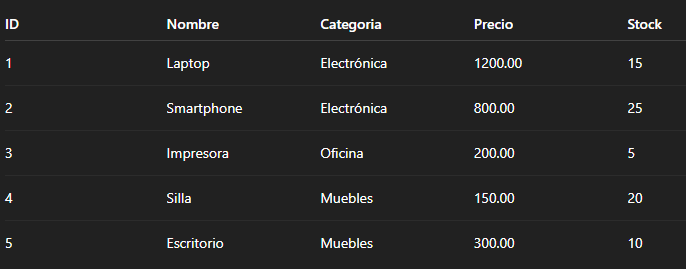 ID Nombre Categoria Precio Stock
1 Laptop Electrónica 1200.00 15
2 Smartphone Electrónica 800.00 25
3 Impresora Oficina 200.00 5
4 Silla Muebles 150.00 20
5 Escritorio Muebles 300.00 10